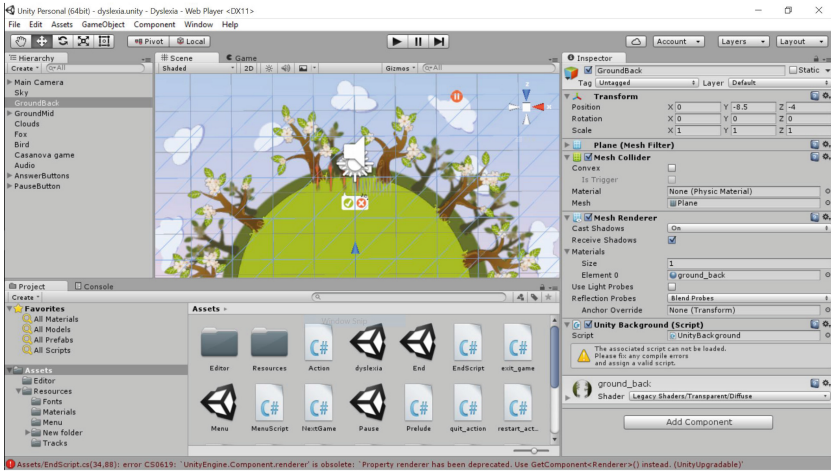 Unity Personal (64bit) - dyslexia.unity - Dyslexia - Web Player <DX11>
File Edit Assets GameObject Component Window Help
Pivot Local Account Layers Layout
Hierarchy
Create All
Main Camera
Sky
GroundBack
GroundMid
Clouds
Fox
Bird
Casanova game
Audio
AnswerButtons
PauseButton
Scene Game
Shaded 2D Gizmos All
Y
Inspector
GroundBack Static
Tag Untagged Layer Default
Transform
Position X 0 Y -8.5 Z -4
Rotation X 0 Y 0 Z 0
Scale X 1 Y 1 Z 1
Plane (Mesh Filter)
Mesh Collider
Convex
Is Trigger
Material None (Physic Material)
Mesh Plane
Mesh Renderer
Cast Shadows On
Receive Shadows
Materials
Size 1
Element 0 ground_back
Use Light Probes
Reflection Probes Blend Probes
Anchor Override None (Transform)
Unity Background (Script)
Script UnityBackground
The associated script can not be loaded.
Please fix any compile errors
and assign a valid script.
ground_back
Shader Legacy Shaders/Transparent/Diffuse
Add Component
Project Console
Create
Favorites
All Materials
All Models
All Prefabs
All Scripts
Assets
Editor
Resources
Fonts
Materials
Menu
New folder
Tracks
Assets
Window Snip
Editor Resources Action dyslexia End EndScript exit_game
Menu MenuScript NextGame Pause Prelude quit_action restart_act...
Assets/EndScript.cs(34,88): error CS0619: `UnityEngine.Component.renderer' is obsolete: `Property renderer has been deprecated. Use GetComponent<Renderer>() instead. (UnityUpgradable)'